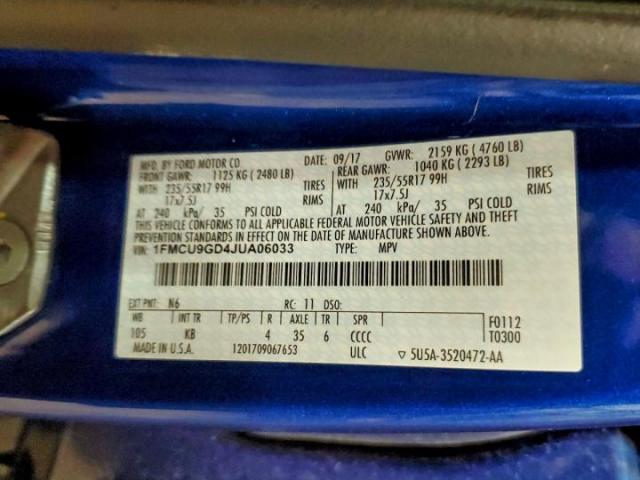 MFD. BY FORD MOTOR CO. DATE: 09/17 GVWR: 2159 KG ( 4760 LB)
FRONT GAWR: 1125 KG ( 2480 LB) REAR GAWR: 1040 KG ( 2293 LB)
WITH 235/55R17 99H TIRES WITH 235/55R17 99H TIRES
17x7.5J RIMS 17x7.5J RIMS
AT 240 kPa/ 35 PSI COLD AT 240 kPa/ 35 PSI COLD
THIS VEHICLE CONFORMS TO ALL APPLICABLE FEDERAL MOTOR VEHICLE SAFETY AND THEFT
PREVENTION STANDARDS IN EFFECT ON THE DATE OF MANUFACTURE SHOWN ABOVE.
VIN: 1FMCU9GD4JUA06033 TYPE: MPV
EXT PNT: N6 RC: 11 DSO:
WB INT TR TP/PS R AXLE TR SPR F0112
105 KB 4 35 6 CCCC T0300
MADE IN U.S.A. 1201709067653 ULC ▽ 5U5A-3520472-AA